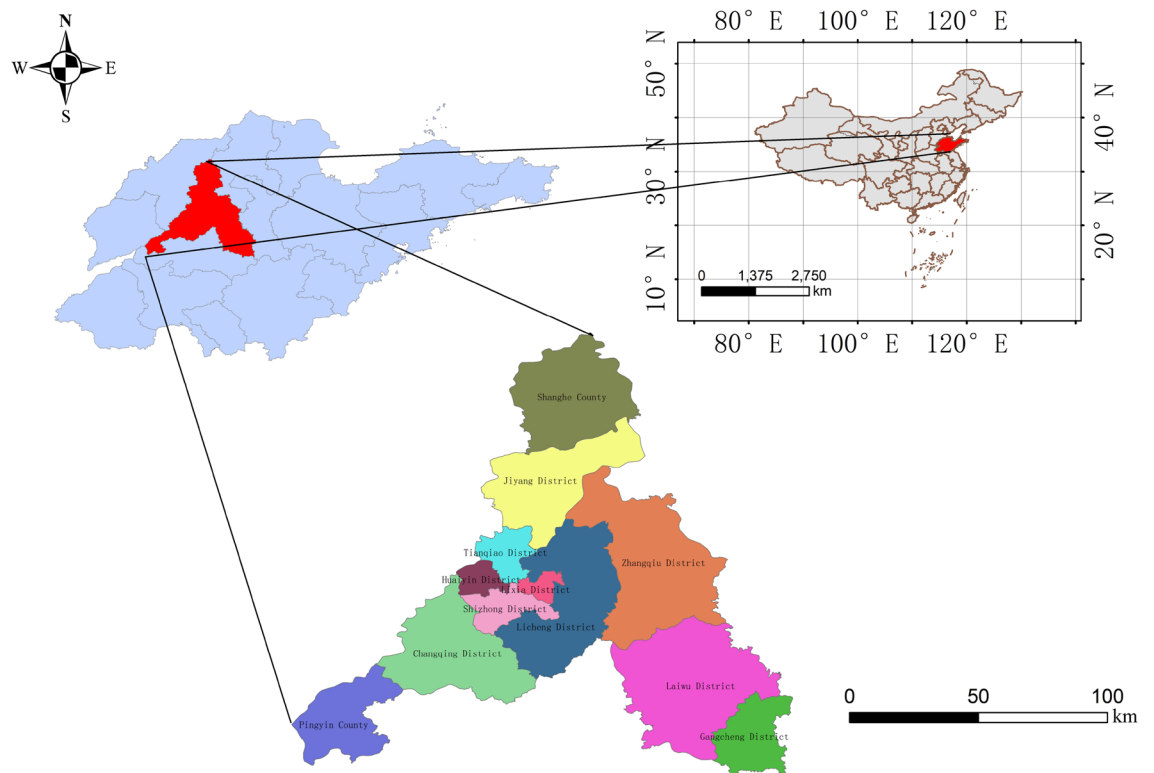 N
W E
S
80° E 100° E 120° E
50° N
40° N
30° N
20° N
10° N
0 1,375 2,750
km
80° E 100° E 120° E
Shanghe County
Jiyang District
Tianqiao District
Zhangqiu District
Huaiyin District
Lixia District
Shizhong District
Licheng District
Changqing District
Laiwu District
Pingyin County
Gangcheng District
0 50 100
km